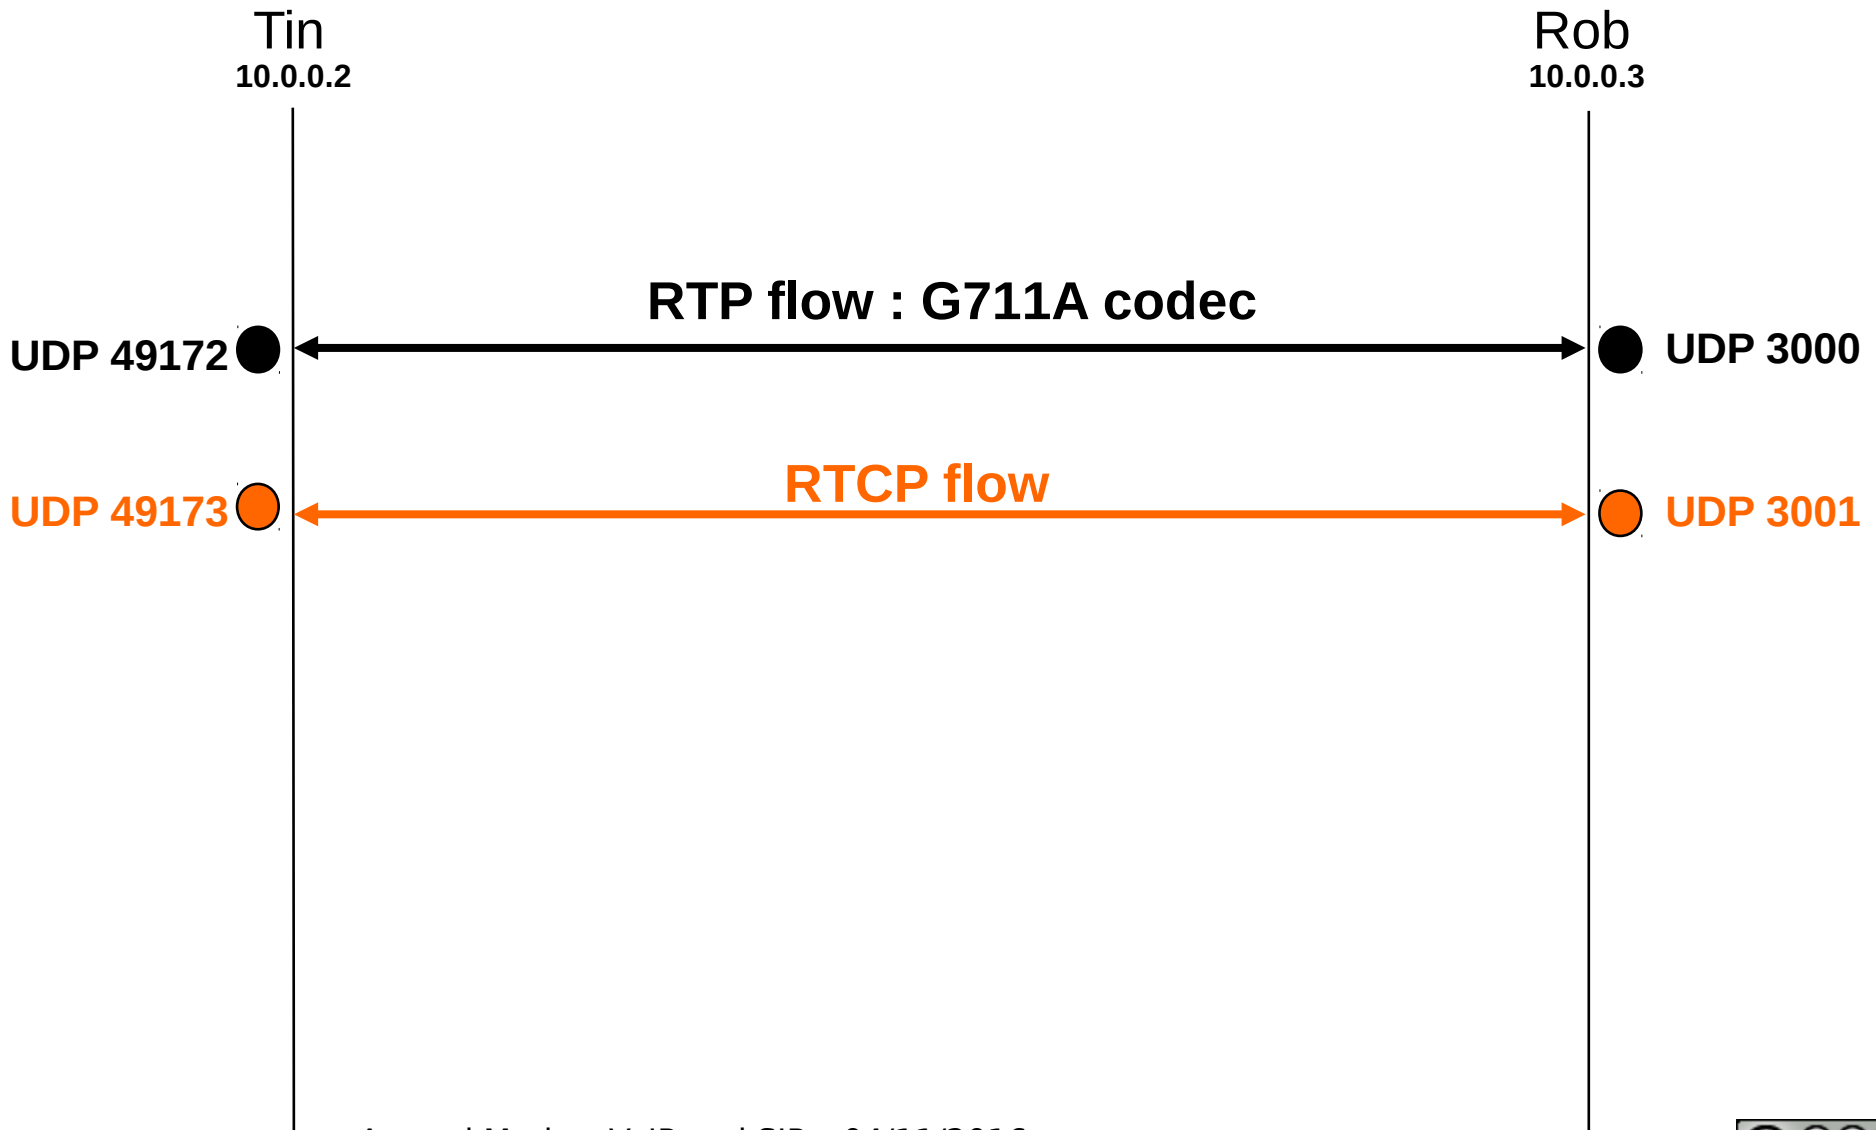 Tin
10.0.0.2
Rob
10.0.0.3
RTP flow : G711A codec
UDP 49172
UDP 3000
RTCP flow
UDP 49173
UDP 3001